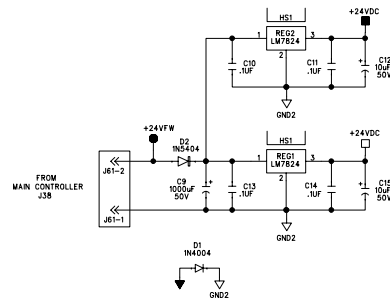 HS1
+24VDC
REG2
LM7824
1
3
2
C10
.1UF
C11
.1UF
C12
10uF
50V
+
GND2
+24VFW
D2
1N5404
HS1
+24VDC
REG1
LM7824
1
3
2
FROM
MAIN CONTROLLER
J38
J61-2
J61-1
C9
1000uF
50V
+
C13
.1UF
C14
.1UF
C15
10uF
50V
+
GND2
D1
1N4004
GND2